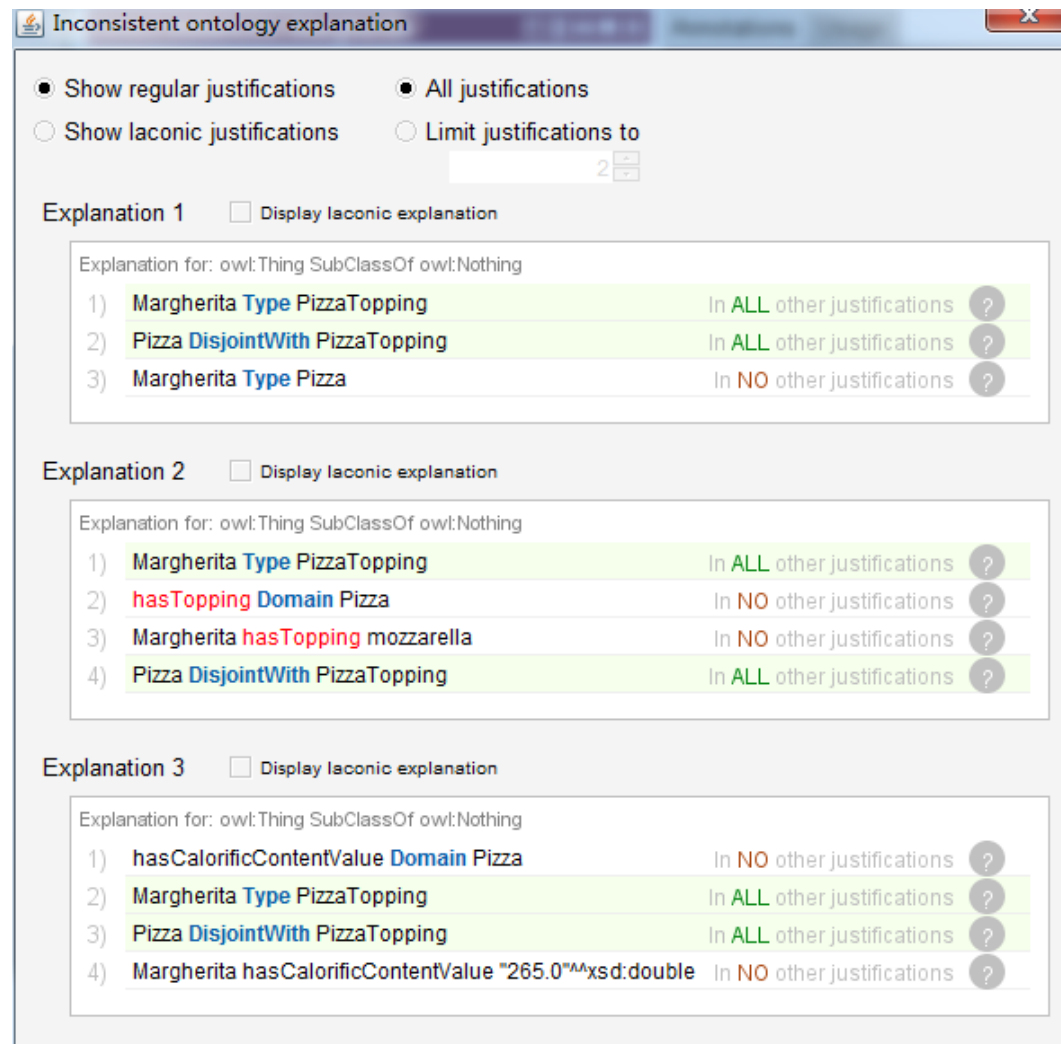 Inconsistent ontology explanation
Show regular justifications All justifications
Show laconic justifications Limit justifications to
2
Explanation 1 Display laconic explanation
Explanation for: owl:Thing SubClassOf owl:Nothing
1) Margherita Type PizzaTopping In ALL other justifications ?
2) Pizza DisjointWith PizzaTopping In ALL other justifications ?
3) Margherita Type Pizza In NO other justifications ?
Explanation 2 Display laconic explanation
Explanation for: owl:Thing SubClassOf owl:Nothing
1) Margherita Type PizzaTopping In ALL other justifications ?
2) hasTopping Domain Pizza In NO other justifications ?
3) Margherita hasTopping mozzarella In NO other justifications ?
4) Pizza DisjointWith PizzaTopping In ALL other justifications ?
Explanation 3 Display laconic explanation
Explanation for: owl:Thing SubClassOf owl:Nothing
1) hasCalorificContentValue Domain Pizza In NO other justifications ?
2) Margherita Type PizzaTopping In ALL other justifications ?
3) Pizza DisjointWith PizzaTopping In ALL other justifications ?
4) Margherita hasCalorificContentValue "265.0"^^xsd:double In NO other justifications ?